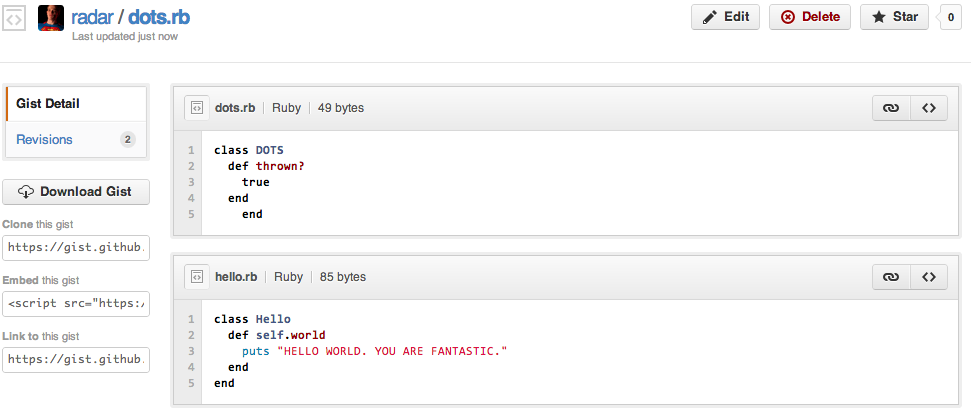 radar / dots.rb
Last updated just now
Edit
Delete
Star
0
Gist Detail
Revisions 2
Download Gist
Clone this gist
https://gist.github.
Embed this gist
<script src="https:/
Link to this gist
https://gist.github.
dots.rb | Ruby | 49 bytes
1 class DOTS
2   def thrown?
3     true
4   end
5     end
hello.rb | Ruby | 85 bytes
1 class Hello
2   def self.world
3     puts "HELLO WORLD. YOU ARE FANTASTIC."
4   end
5 end